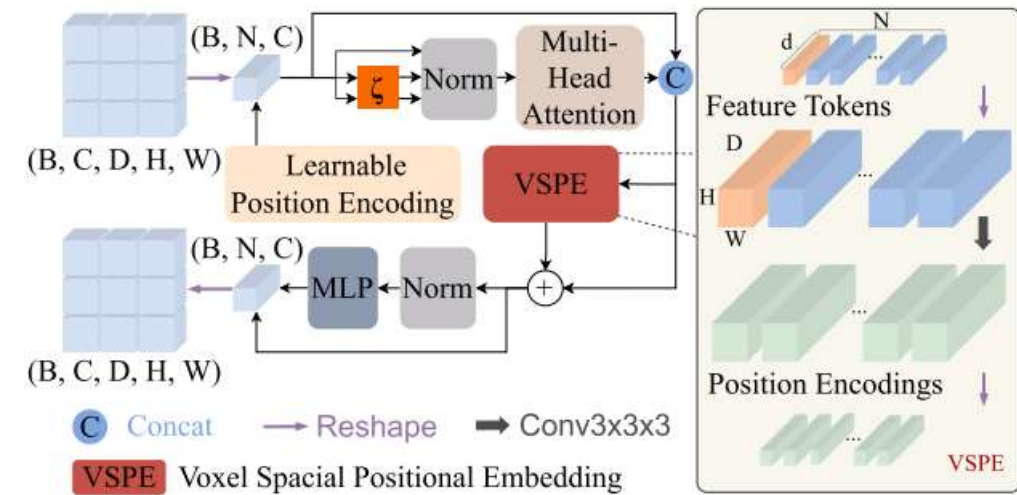 (B, N, C)
(B, C, D, H, W)
ζ
Norm
Multi-
Head
Attention
C
Learnable
Position Encoding
VSPE
+
(B, N, C)
MLP
Norm
(B, C, D, H, W)
C Concat
Reshape
Conv3x3x3
VSPE Voxel Spacial Positional Embedding
N
d
...
Feature Tokens
D
H
W
...
...
Position Encodings
...
VSPE